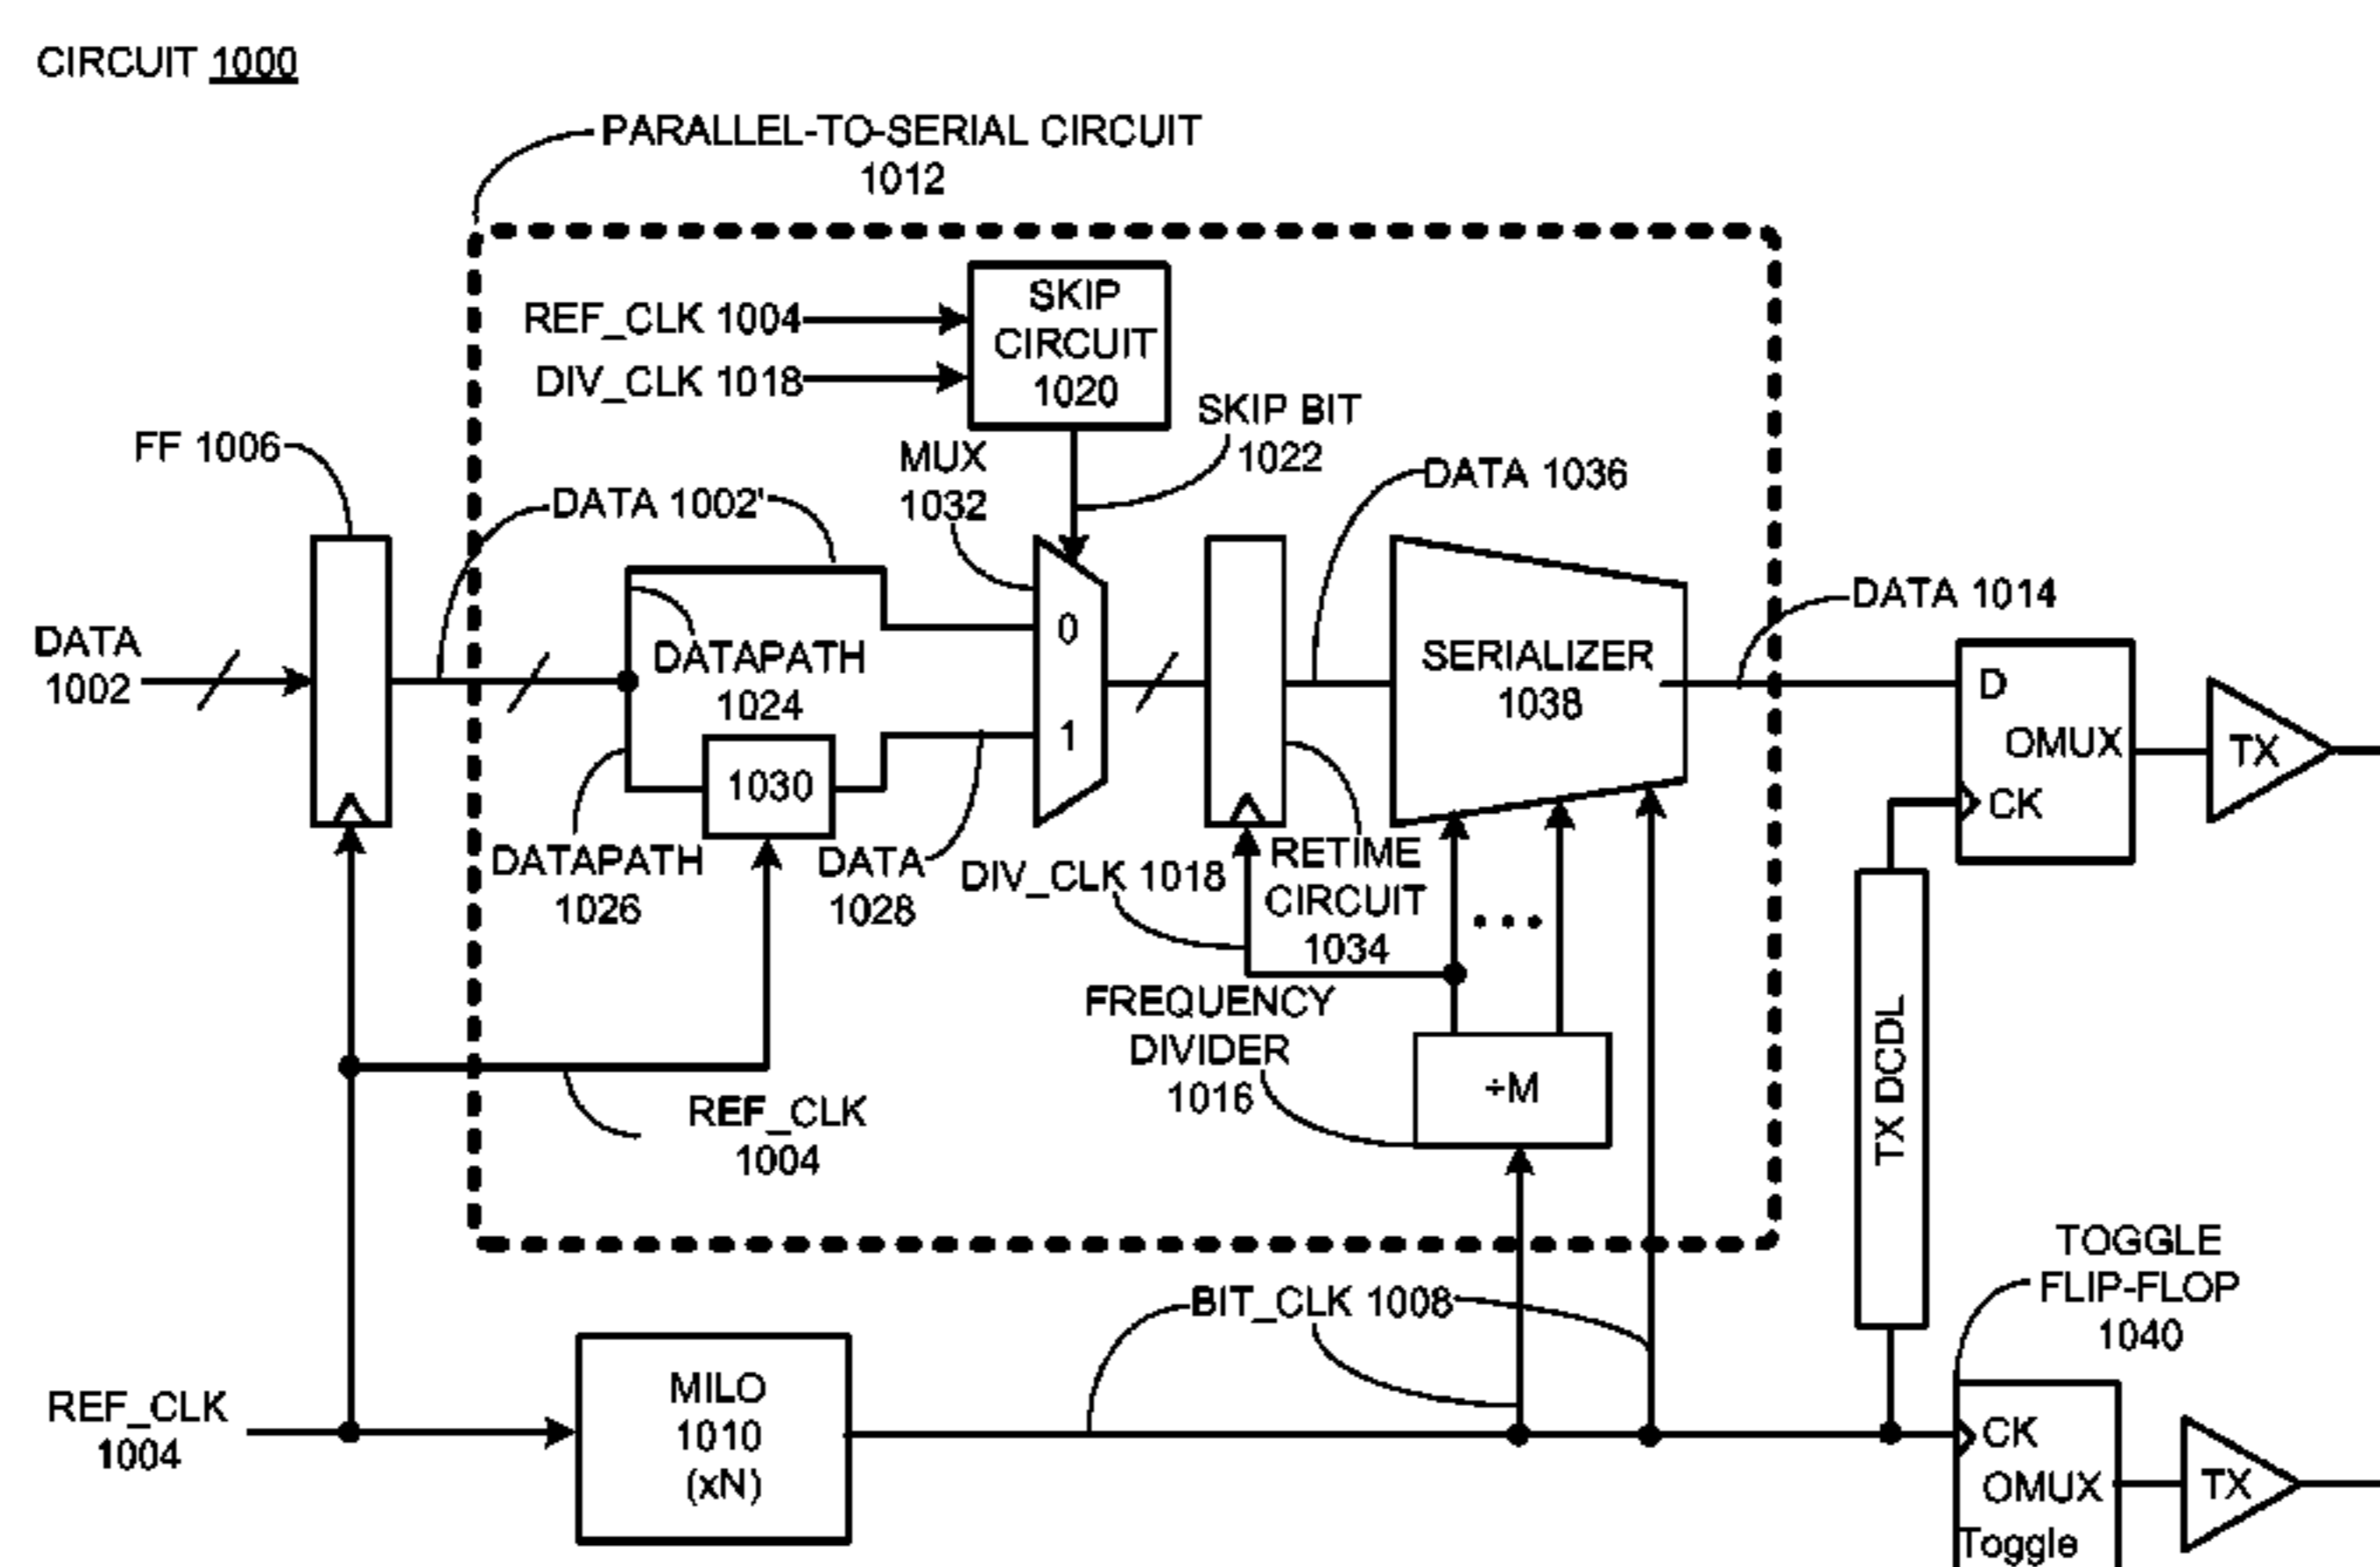 CIRCUIT 1000
PARALLEL-TO-SERIAL CIRCUIT
1012
SKIP
CIRCUIT
1020
REF_CLK 1004
DIV_CLK 1018
SKIP BIT
1022
FF 1006
MUX
1032
DATA 1002'
DATA 1036
DATA 1014
DATA
1002
DATAPATH
1024
0
1
SERIALIZER
1038
D
OMUX
CK
TX
1030
DATAPATH
1026
DATA
1028
DIV_CLK 1018
RETIME
CIRCUIT
1034
FREQUENCY
DIVIDER
1016
÷M
TX DCDL
REF_CLK
1004
BIT_CLK 1008
TOGGLE
FLIP-FLOP
1040
REF_CLK
1004
MILO
1010
(xN)
CK
OMUX
Toggle
TX